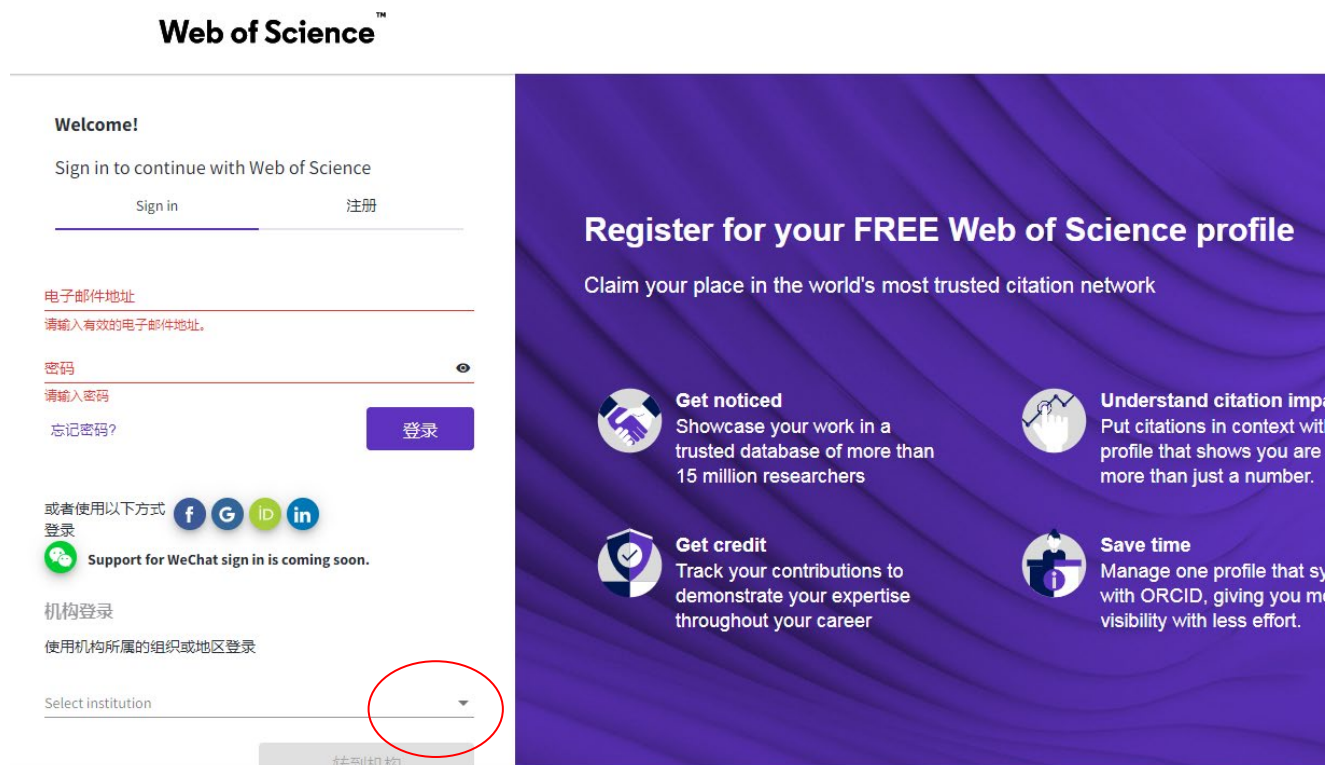 Web of Science™
Welcome!
Sign in to continue with Web of Science
Sign in 注册
电子邮件地址
请输入有效的电子邮件地址。
密码
请输入密码
忘记密码?
登录
或者使用以下方式
登录
f G iD in
Support for WeChat sign in is coming soon.
机构登录
使用机构所属的组织或地区登录
Select institution
转到机构
Register for your FREE Web of Science profile
Claim your place in the world's most trusted citation network
Get noticed
Showcase your work in a
trusted database of more than
15 million researchers
Understand citation impa
Put citations in context wit
profile that shows you are
more than just a number.
Get credit
Track your contributions to
demonstrate your expertise
throughout your career
Save time
Manage one profile that sy
with ORCID, giving you mo
visibility with less effort.